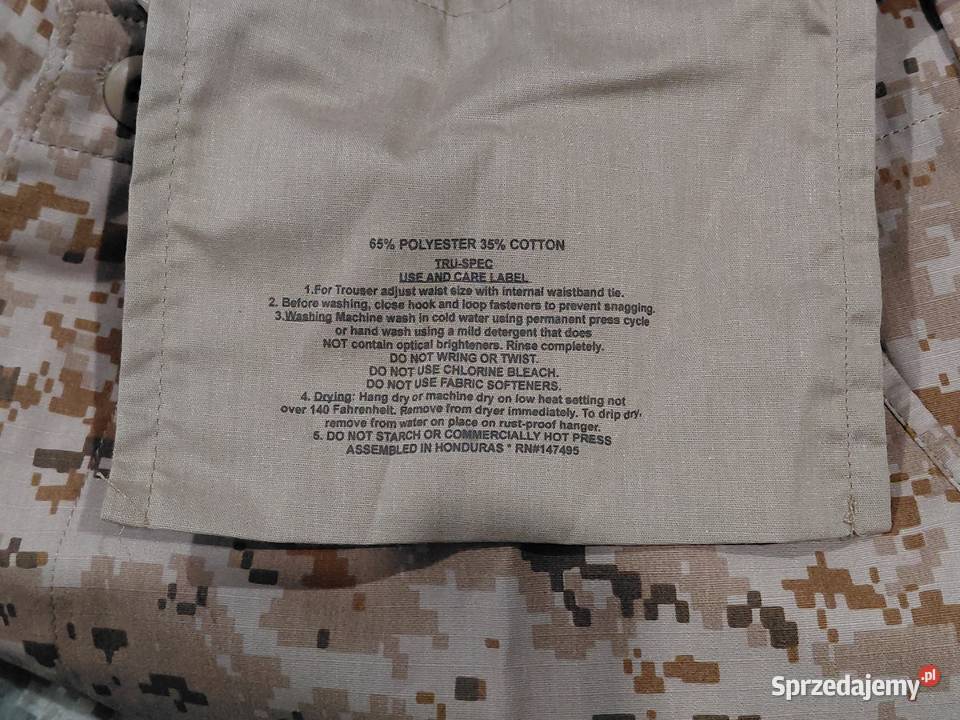 65% POLYESTER 35% COTTON
TRU-SPEC
USE AND CARE LABEL
1.For Trouser adjust waist size with internal waistband tie.
2. Before washing, close hook and loop fasteners to prevent snagging.
3.Washing Machine wash in cold water using permanent press cycle
or hand wash using a mild detergent that does
NOT contain optical brighteners. Rinse completely.
DO NOT WRING OR TWIST.
DO NOT USE CHLORINE BLEACH.
DO NOT USE FABRIC SOFTENERS.
4. Drying: Hang dry or machine dry on low heat setting not
over 140 Fahrenheit. Remove from dryer immediately. To drip dry,
remove from water on place on rust-proof hanger.
5. DO NOT STARCH OR COMMERCIALLY HOT PRESS
ASSEMBLED IN HONDURAS * RN#147495
Sprzedajemy.pl